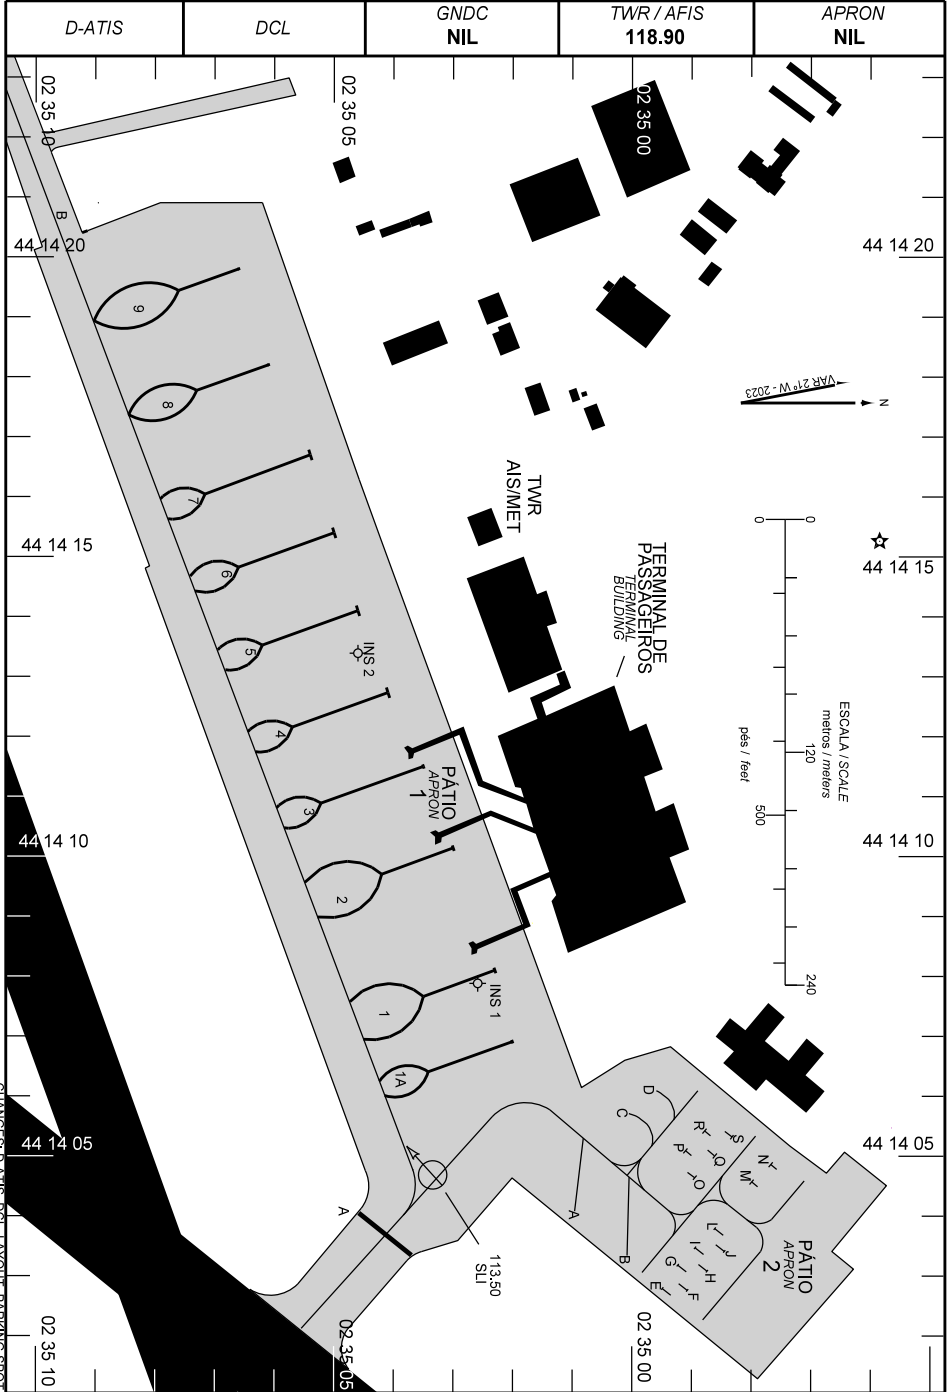 D-ATIS
DCL
GNDC
NIL
TWR / AFIS
118.90
APRON
NIL
02 35 10
02 35 05
02 35 00
B
44 14 20
44 14 20
9
8
7
6
5
4
3
2
1
1A
VAR 21° W - 2023
N
TWR
AIS/MET
TERMINAL DE
PASSAGEIROS
TERMINAL
BUILDING
44 14 15
44 14 15
0
0
ESCALA / SCALE
metros / meters
120
240
pés / feet
500
INS 2
PÁTIO
APRON
1
44 14 10
44 14 10
INS 1
44 14 05
44 14 05
D
C
R
S
P
Q
O
N
M
L
J
I
H
G
F
E
A
B
PÁTIO
APRON
2
A
113.50
SLI
02 35 10
02 35 05
02 35 00